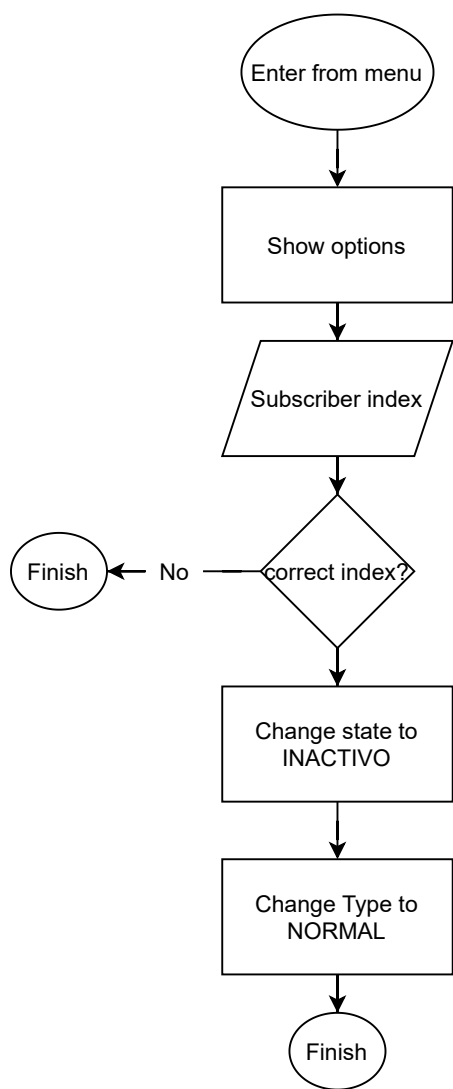 Enter from menu
Show options
Subscriber index
correct index?
No
Finish
Change state to
INACTIVO
Change Type to
NORMAL
Finish